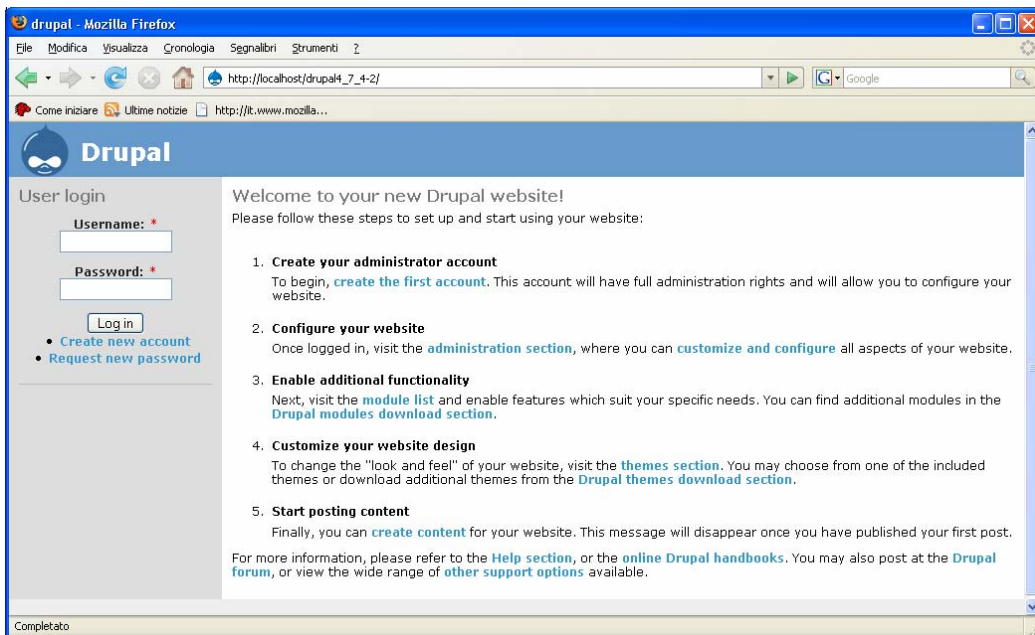 drupal - Mozilla Firefox
File Modifica Visualizza Cronologia Segnalibri Strumenti ?
http://localhost/drupal4_7_4-2/ G Google
Come iniziare Ultime notizie http://it.www.mozilla...
Drupal
User login
Username: *
Password: *
Log in
Create new account
Request new password
Welcome to your new Drupal website!
Please follow these steps to set up and start using your website:
1. Create your administrator account
To begin, create the first account. This account will have full administration rights and will allow you to configure your
website.
2. Configure your website
Once logged in, visit the administration section, where you can customize and configure all aspects of your website.
3. Enable additional functionality
Next, visit the module list and enable features which suit your specific needs. You can find additional modules in the
Drupal modules download section.
4. Customize your website design
To change the "look and feel" of your website, visit the themes section. You may choose from one of the included
themes or download additional themes from the Drupal themes download section.
5. Start posting content
Finally, you can create content for your website. This message will disappear once you have published your first post.
For more information, please refer to the Help section, or the online Drupal handbooks. You may also post at the Drupal
forum, or view the wide range of other support options available.
Completato